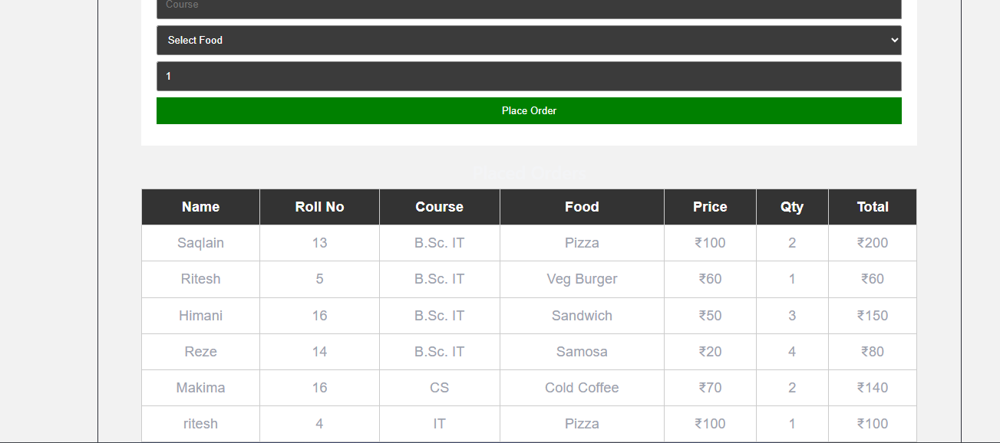 Course
Select Food
1
Place Order
Placed Orders
Name Roll No Course Food Price Qty Total
Saqlain 13 B.Sc. IT Pizza ₹100 2 ₹200
Ritesh 5 B.Sc. IT Veg Burger ₹60 1 ₹60
Himani 16 B.Sc. IT Sandwich ₹50 3 ₹150
Reze 14 B.Sc. IT Samosa ₹20 4 ₹80
Makima 16 CS Cold Coffee ₹70 2 ₹140
ritesh 4 IT Pizza ₹100 1 ₹100